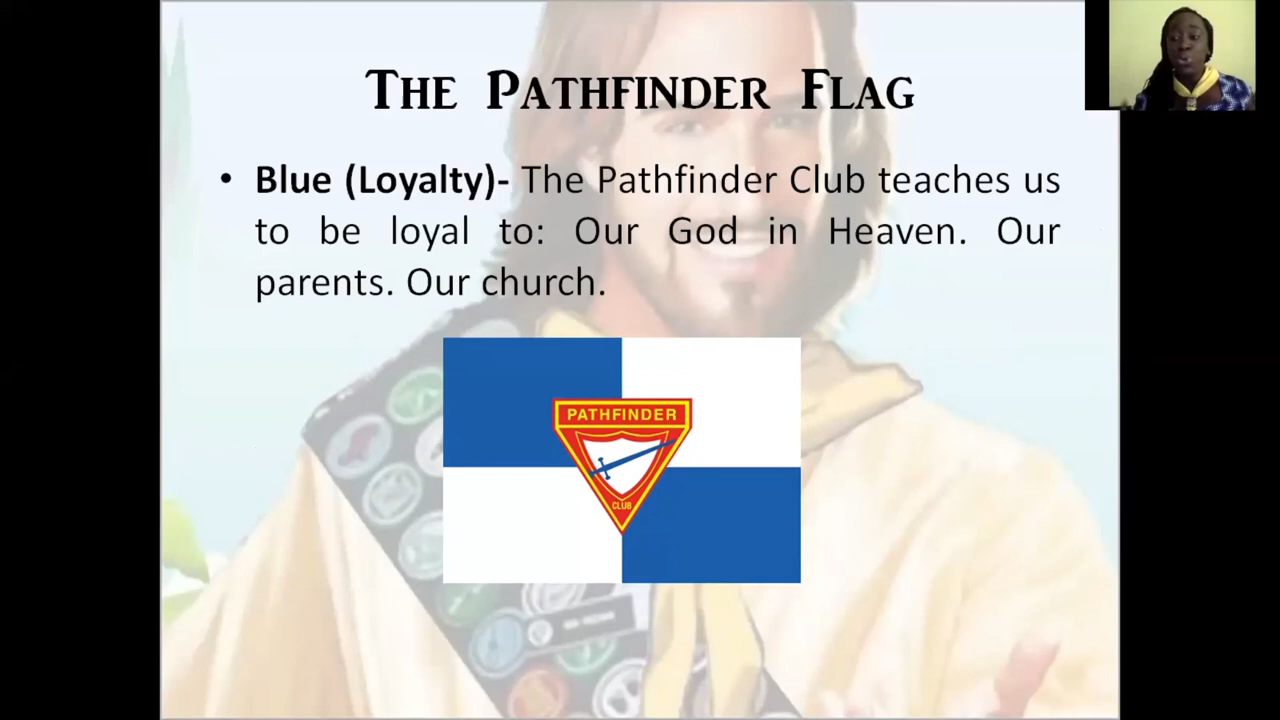 The Pathfinder Flag
• Blue (Loyalty)- The Pathfinder Club teaches us
to be loyal to: Our God in Heaven. Our
parents. Our church.
PATHFINDER
CLUB